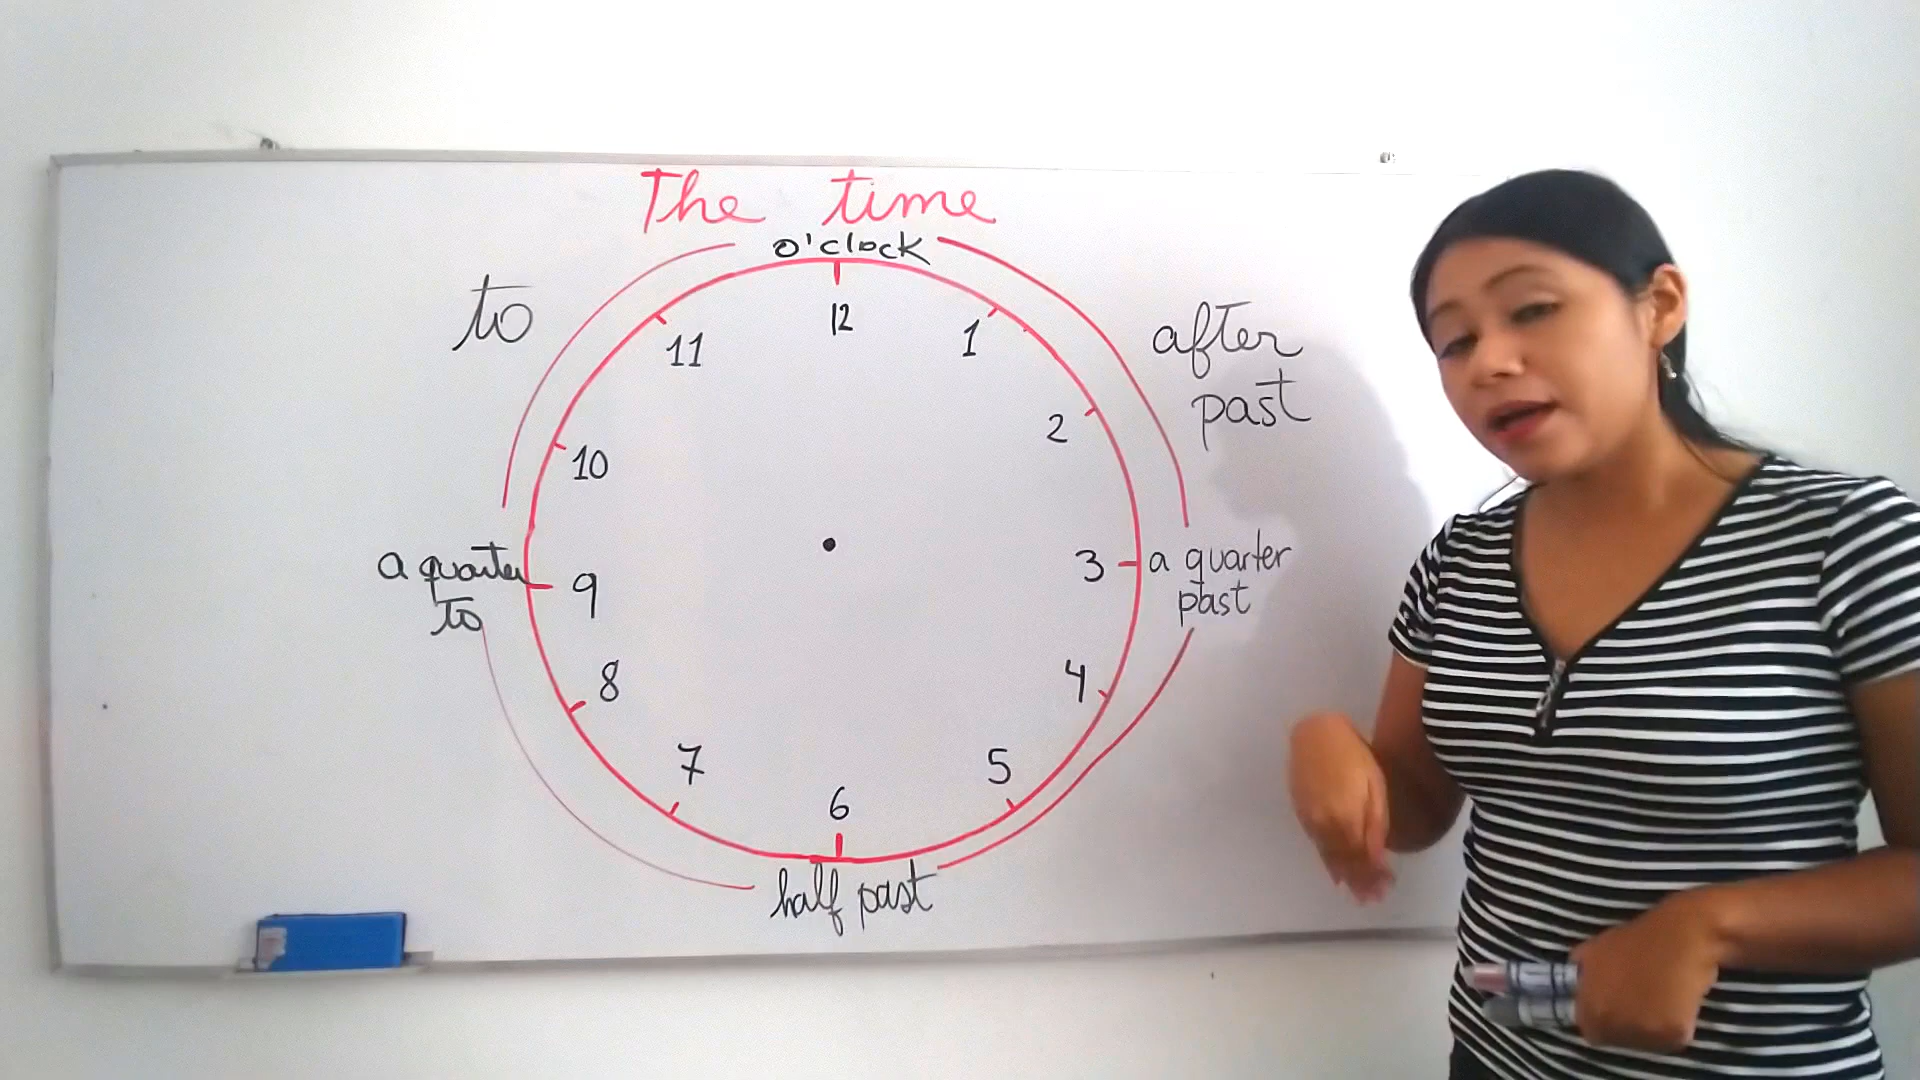 The time
o'clock
to
after
past
12
1
2
3
4
5
6
7
8
9
10
11
a quarter
past
half past
a quarter
to